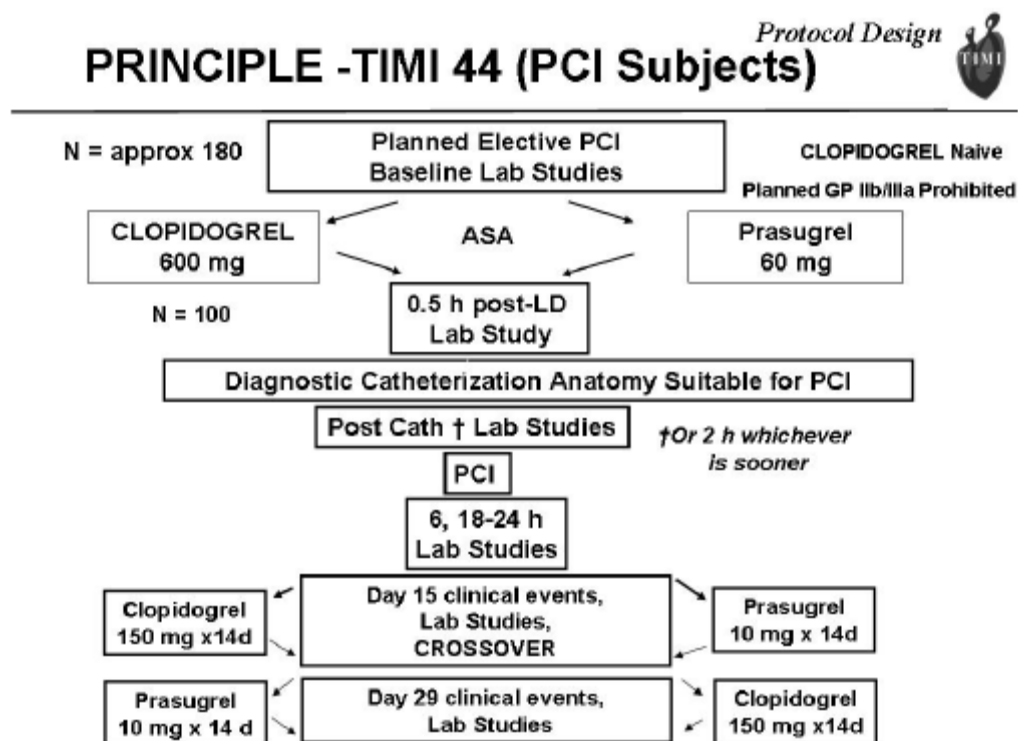 Protocol Design
TIMI
PRINCIPLE -TIMI 44 (PCI Subjects)
N = approx 180
Planned Elective PCI
Baseline Lab Studies
CLOPIDOGREL Naive
Planned GP IIb/IIIa Prohibited
CLOPIDOGREL
600 mg
ASA
Prasugrel
60 mg
N = 100
0.5 h post-LD
Lab Study
Diagnostic Catheterization Anatomy Suitable for PCI
Post Cath † Lab Studies
†Or 2 h whichever
is sooner
PCI
6, 18-24 h
Lab Studies
Clopidogrel
150 mg x14d
Day 15 clinical events,
Lab Studies,
CROSSOVER
Prasugrel
10 mg x 14d
Prasugrel
10 mg x 14 d
Day 29 clinical events,
Lab Studies
Clopidogrel
150 mg x14d